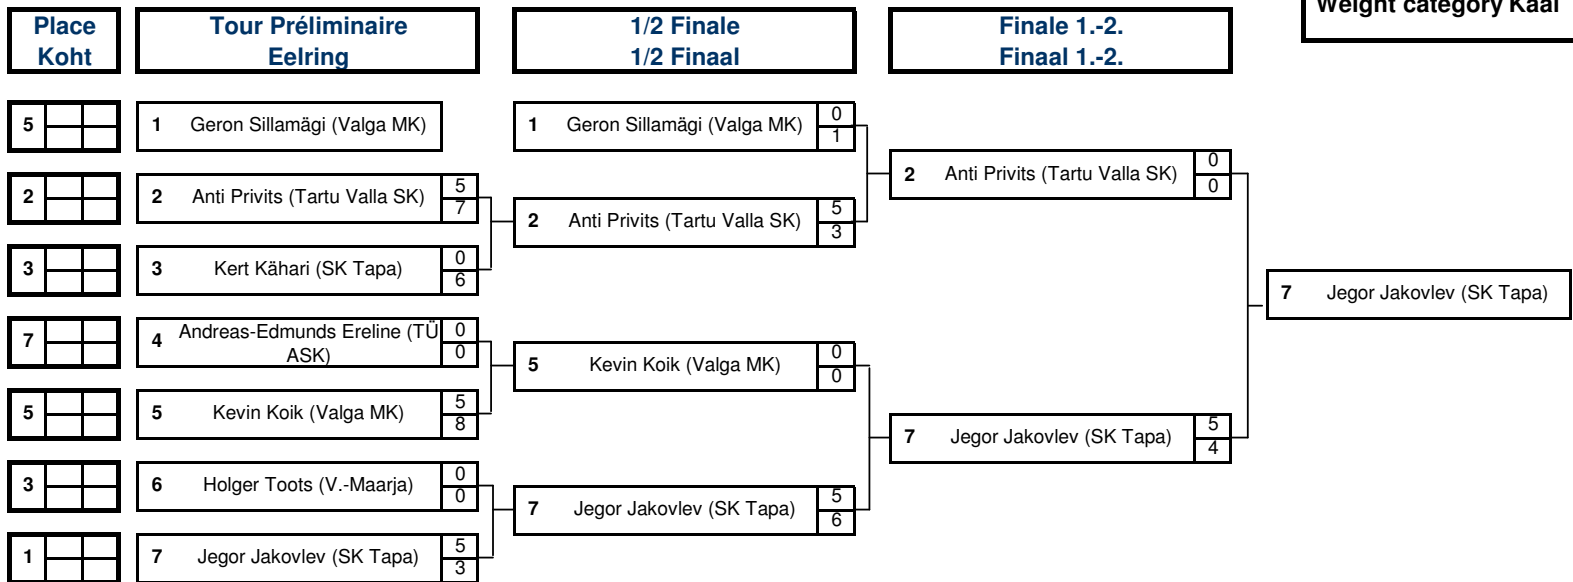 Weight category Kaal
Place
Koht
Tour Préliminaire
Eelring
1/2 Finale
1/2 Finaal
Finale 1.-2.
Finaal 1.-2.
5
1 Geron Sillamägi (Valga MK)
1 Geron Sillamägi (Valga MK)
0
1
2 Anti Privits (Tartu Valla SK)
0
0
2
2 Anti Privits (Tartu Valla SK)
5
7
2 Anti Privits (Tartu Valla SK)
5
3
3
3 Kert Kähari (SK Tapa)
0
6
7 Jegor Jakovlev (SK Tapa)
7
4 Andreas-Edmunds Ereline (TÜ
ASK)
0
0
5 Kevin Koik (Valga MK)
0
0
5
5 Kevin Koik (Valga MK)
5
8
7 Jegor Jakovlev (SK Tapa)
5
4
3
6 Holger Toots (V.-Maarja)
0
0
7 Jegor Jakovlev (SK Tapa)
5
6
1
7 Jegor Jakovlev (SK Tapa)
5
3